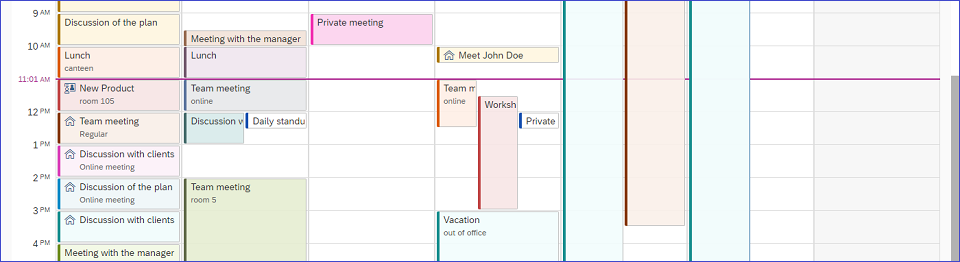 9 AM
Discussion of the plan
Private meeting
Meeting with the manager
10 AM
Lunch
canteen
Lunch
Meet John Doe
11:01 AM
New Product
room 105
Team meeting
online
Team m
online
Worksh
12 PM
Team meeting
Regular
Discussion v
Daily standu
Private
1 PM
Discussion with clients
Online meeting
2 PM
Discussion of the plan
Online meeting
Team meeting
room 5
3 PM
Discussion with clients
Vacation
out of office
4 PM
Meeting with the manager